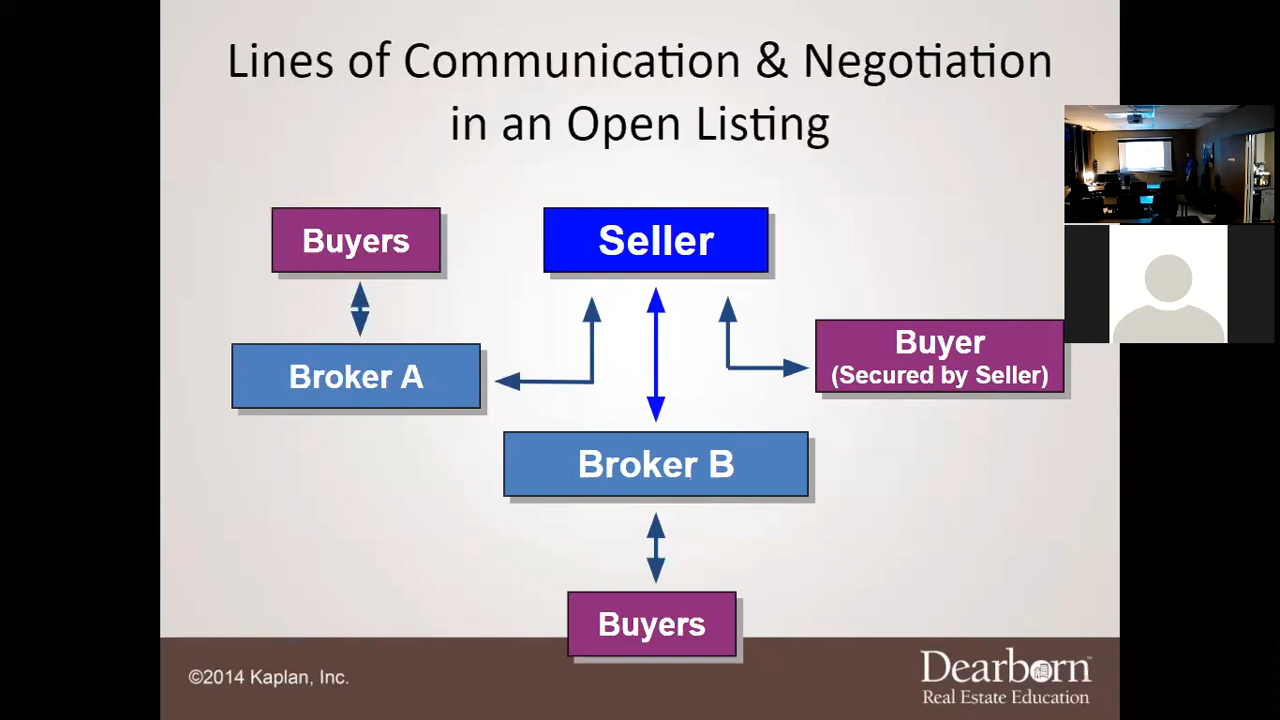 Lines of Communication & Negotiation
in an Open Listing
Buyers
Seller
Broker A
Buyer
(Secured by Seller)
Broker B
Buyers
©2014 Kaplan, Inc.
Dearborn™
Real Estate Education